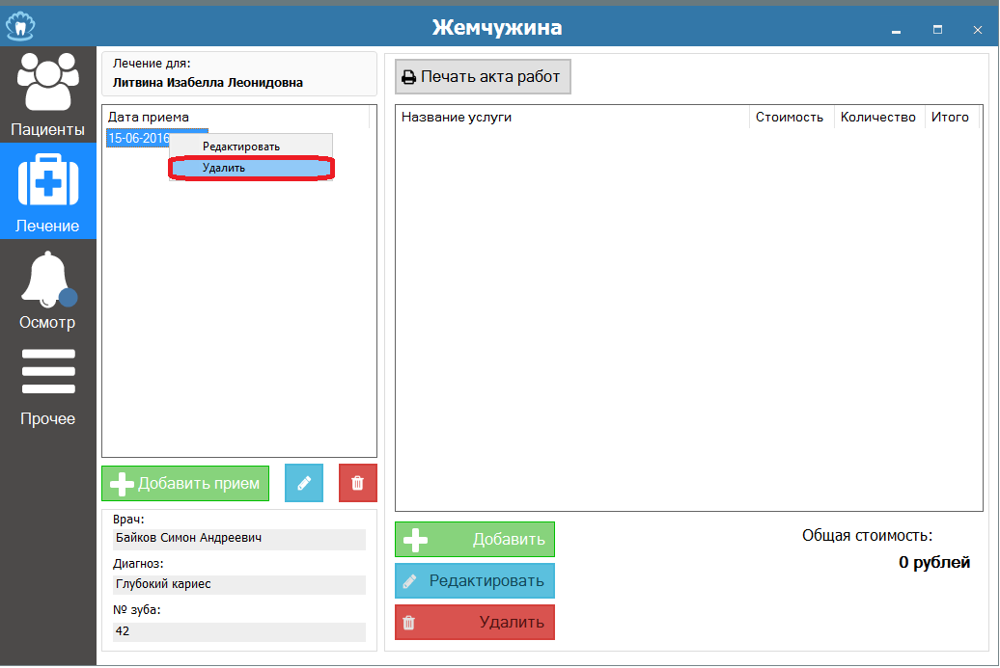 Жемчужина
Пациенты
Лечение
Осмотр
Прочее
Лечение для:
Литвина Изабелла Леонидовна
Дата приема
15-06-2016
Редактировать
Удалить
Добавить прием
Врач:
Байков Симон Андреевич
Диагноз:
Глубокий кариес
№ зуба:
42
Печать акта работ
Название услуги Стоимость Количество Итого
Добавить
Редактировать
Удалить
Общая стоимость:
0 рублей